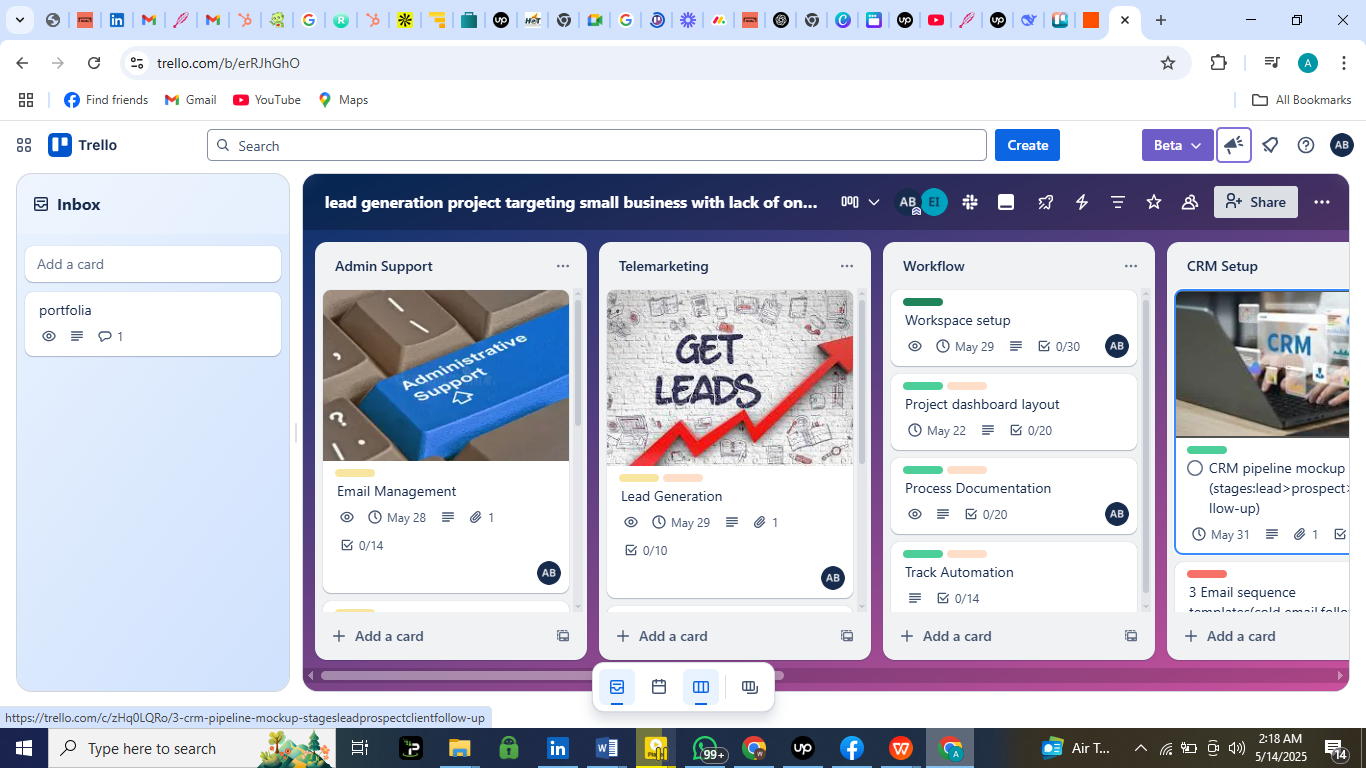 trello.com/b/erRJhGhO
A
Find friends
Gmail
YouTube
Maps
All Bookmarks
Trello
Search
Create
Beta
AB
Inbox
Add a card
portfolia
1
lead generation project targeting small business with lack of on...
AB
EI
Share
Admin Support
Administrative
Support
Email Management
May 28
1
0/14
AB
Add a card
Telemarketing
GET
LEADS
Lead Generation
May 29
1
0/10
AB
Add a card
Workflow
Workspace setup
May 29
0/30
AB
Project dashboard layout
May 22
0/20
Process Documentation
0/20
AB
Track Automation
0/14
Add a card
CRM Setup
CRM
CRM pipeline mockup
(stages:lead>prospect>
llow-up)
May 31
1
3 Email sequence
templates(cold email follo
Add a card
https://trello.com/c/zHq0LQRo/3-crm-pipeline-mockup-stagesleadprospectclientfollow-up
Type here to search
99+
Air T...
2:18 AM
5/14/2025
14